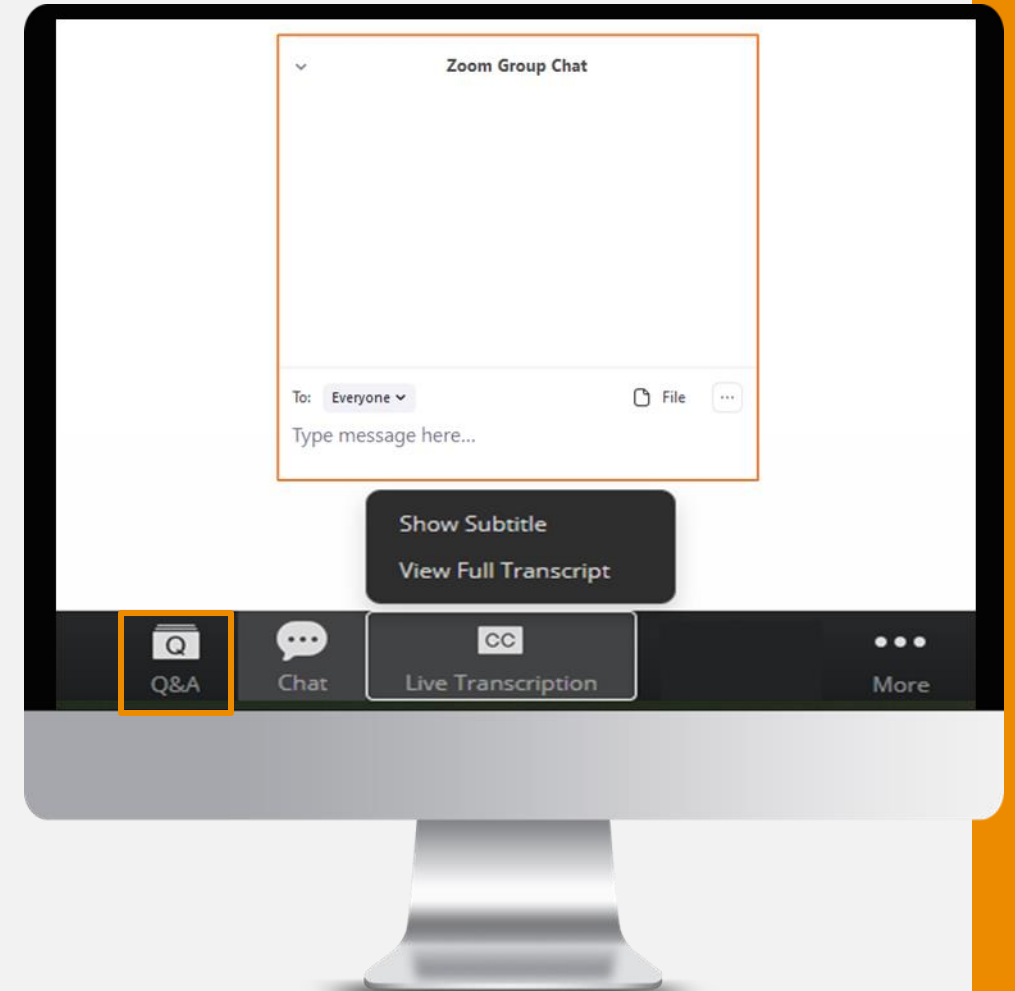 Zoom Group Chat
To: Everyone File
Type message here...
Show Subtitle
View Full Transcript
Q
CC
Q&A Chat Live Transcription More